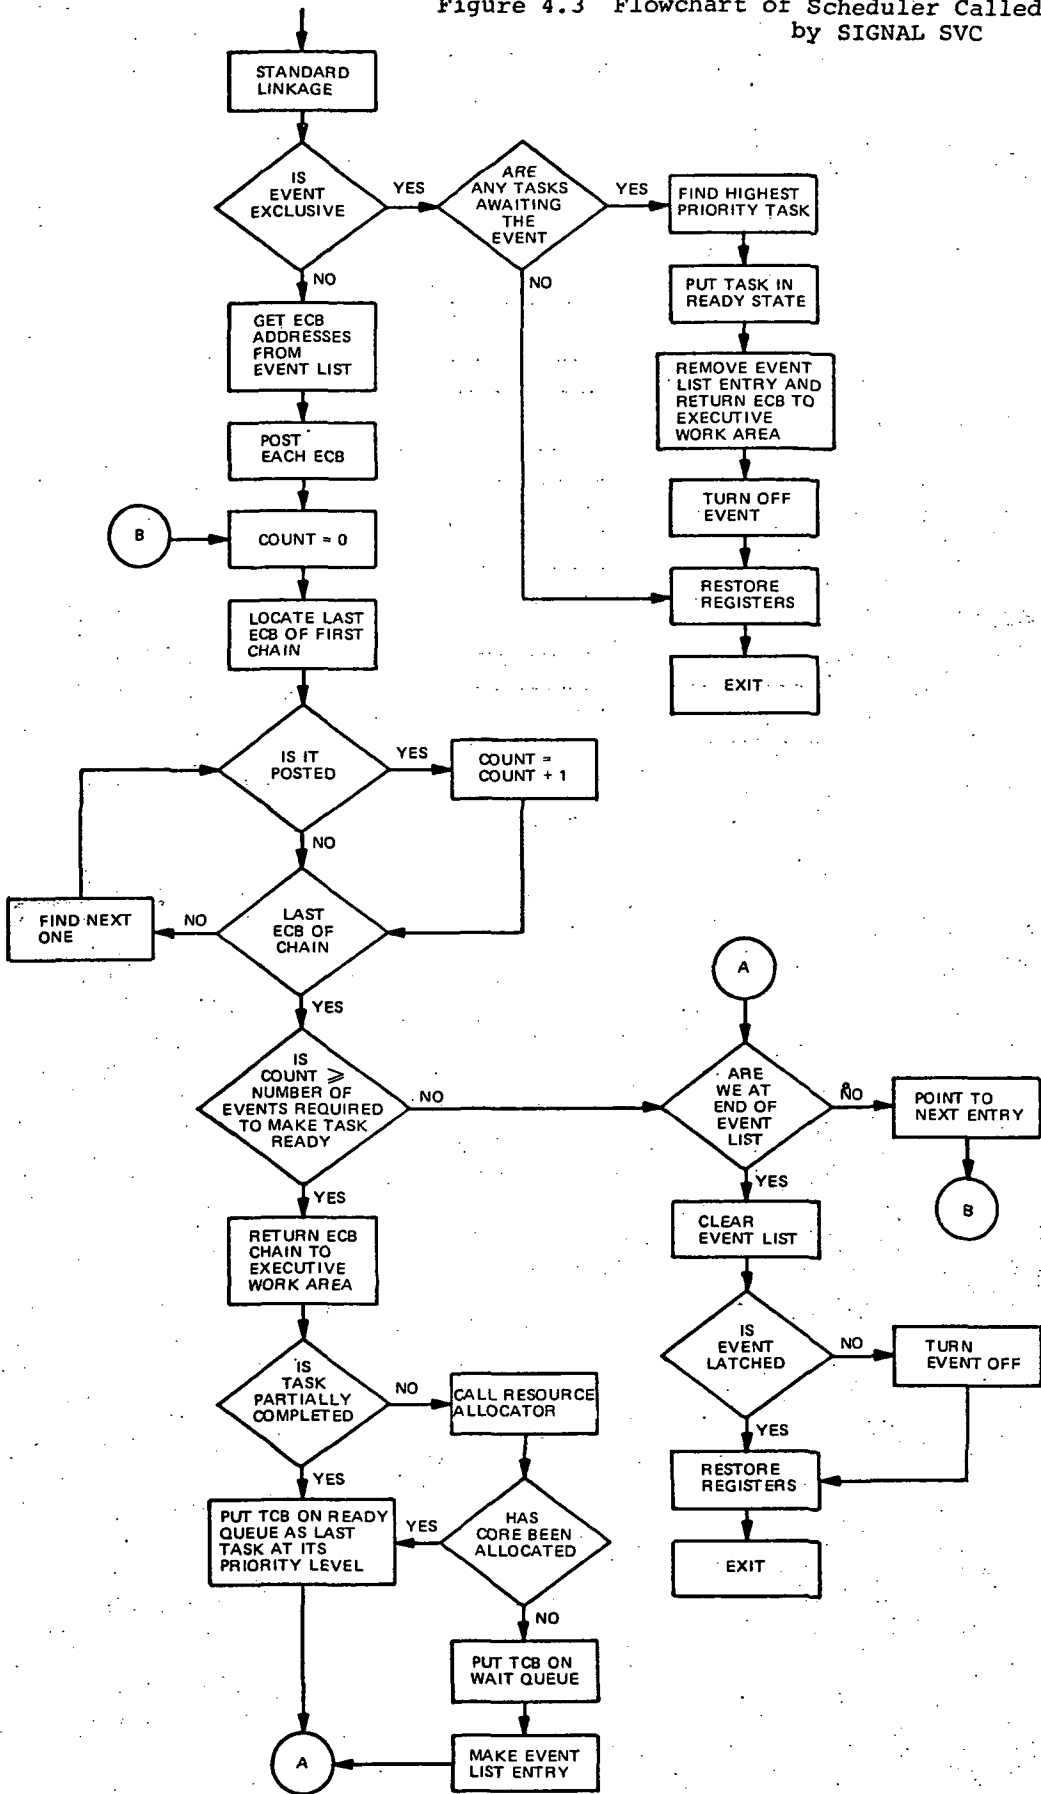 Figure 4.3 Flowchart of Scheduler Called
by SIGNAL SVC
STANDARD
LINKAGE
IS
EVENT
EXCLUSIVE
YES
ARE
ANY TASKS
AWAITING
THE
EVENT
YES
FIND HIGHEST
PRIORITY TASK
NO
NO
PUT TASK IN
READY STATE
GET ECB
ADDRESSES
FROM
EVENT LIST
REMOVE EVENT
LIST ENTRY AND
RETURN ECB TO
EXECUTIVE
WORK AREA
POST
EACH ECB
TURN OFF
EVENT
B
COUNT = 0
RESTORE
REGISTERS
LOCATE LAST
ECB OF FIRST
CHAIN
EXIT
IS IT
POSTED
YES
COUNT =
COUNT + 1
NO
FIND NEXT
ONE
NO
LAST
ECB OF
CHAIN
YES
A
IS
COUNT ⩾
NUMBER OF
EVENTS REQUIRED
TO MAKE TASK
READY
NO
ARE
WE AT
END OF
EVENT
LIST
NO
POINT TO
NEXT ENTRY
YES
YES
B
RETURN ECB
CHAIN TO
EXECUTIVE
WORK AREA
CLEAR
EVENT LIST
IS
TASK
PARTIALLY
COMPLETED
NO
CALL RESOURCE
ALLOCATOR
IS
EVENT
LATCHED
NO
TURN
EVENT OFF
YES
YES
PUT TCB ON READY
QUEUE AS LAST
TASK AT ITS
PRIORITY LEVEL
YES
HAS
CORE BEEN
ALLOCATED
RESTORE
REGISTERS
EXIT
NO
PUT TCB ON
WAIT QUEUE
A
MAKE EVENT
LIST ENTRY